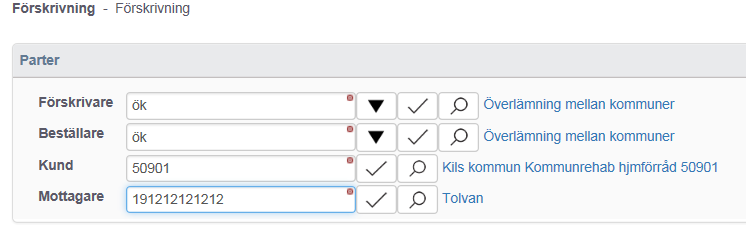 Förskrivning - Förskrivning
Parter
Förskrivare ök Överlämning mellan kommuner
Beställare ök Överlämning mellan kommuner
Kund 50901 Kils kommun Kommunrehab hjmförråd 50901
Mottagare 191212121212 Tolvan